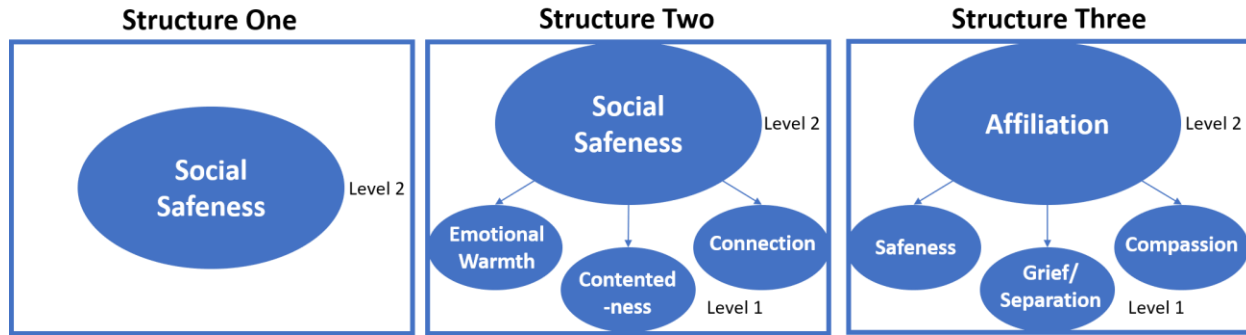 Structure One
Social
Safeness
Level 2
Structure Two
Social
Safeness
Level 2
Emotional
Warmth
Contented
-ness
Connection
Level 1
Structure Three
Affiliation
Level 2
Safeness
Grief/
Separation
Compassion
Level 1